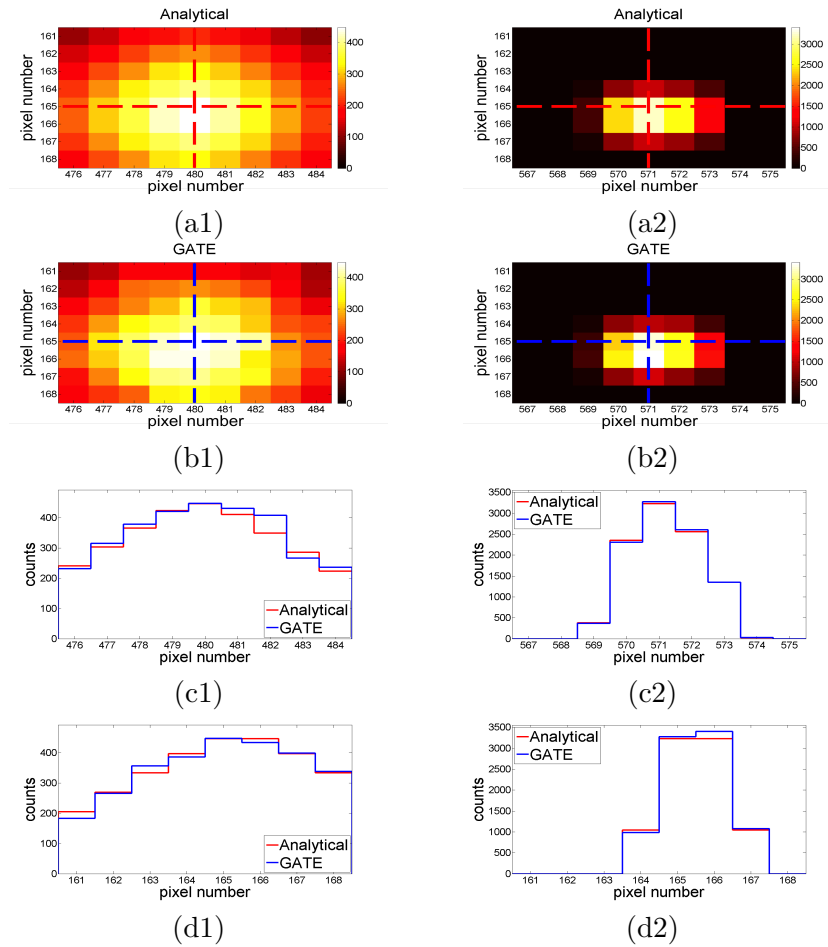 Analytical
pixel number
161
162
163
164
165
166
167
168
476 477 478 479 480 481 482 483 484
pixel number
400
300
200
100
0
(a1)
Analytical
pixel number
161
162
163
164
165
166
167
168
567 568 569 570 571 572 573 574 575
pixel number
3000
2500
2000
1500
1000
500
0
(a2)
GATE
pixel number
161
162
163
164
165
166
167
168
476 477 478 479 480 481 482 483 484
pixel number
400
300
200
100
0
(b1)
GATE
pixel number
161
162
163
164
165
166
167
168
567 568 569 570 571 572 573 574 575
pixel number
3000
2500
2000
1500
1000
500
0
(b2)
counts
400
300
200
100
0
476 477 478 479 480 481 482 483 484
pixel number
Analytical
GATE
(c1)
counts
3500
3000
2500
2000
1500
1000
500
0
567 568 569 570 571 572 573 574 575
pixel number
Analytical
GATE
(c2)
counts
400
300
200
100
0
161 162 163 164 165 166 167 168
pixel number
Analytical
GATE
(d1)
counts
3500
3000
2500
2000
1500
1000
500
0
161 162 163 164 165 166 167 168
pixel number
Analytical
GATE
(d2)